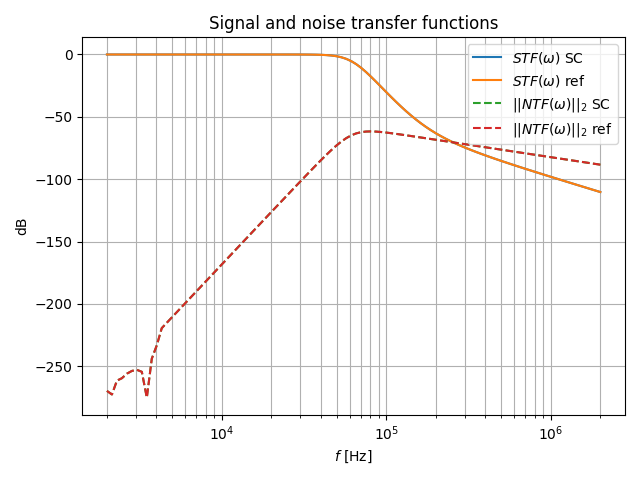 Signal and noise transfer functions
dB
0
−50
−100
−150
−200
−250
STF(ω) SC
STF(ω) ref
||NTF(ω)||₂ SC
||NTF(ω)||₂ ref
10⁴
10⁵
10⁶
f [Hz]